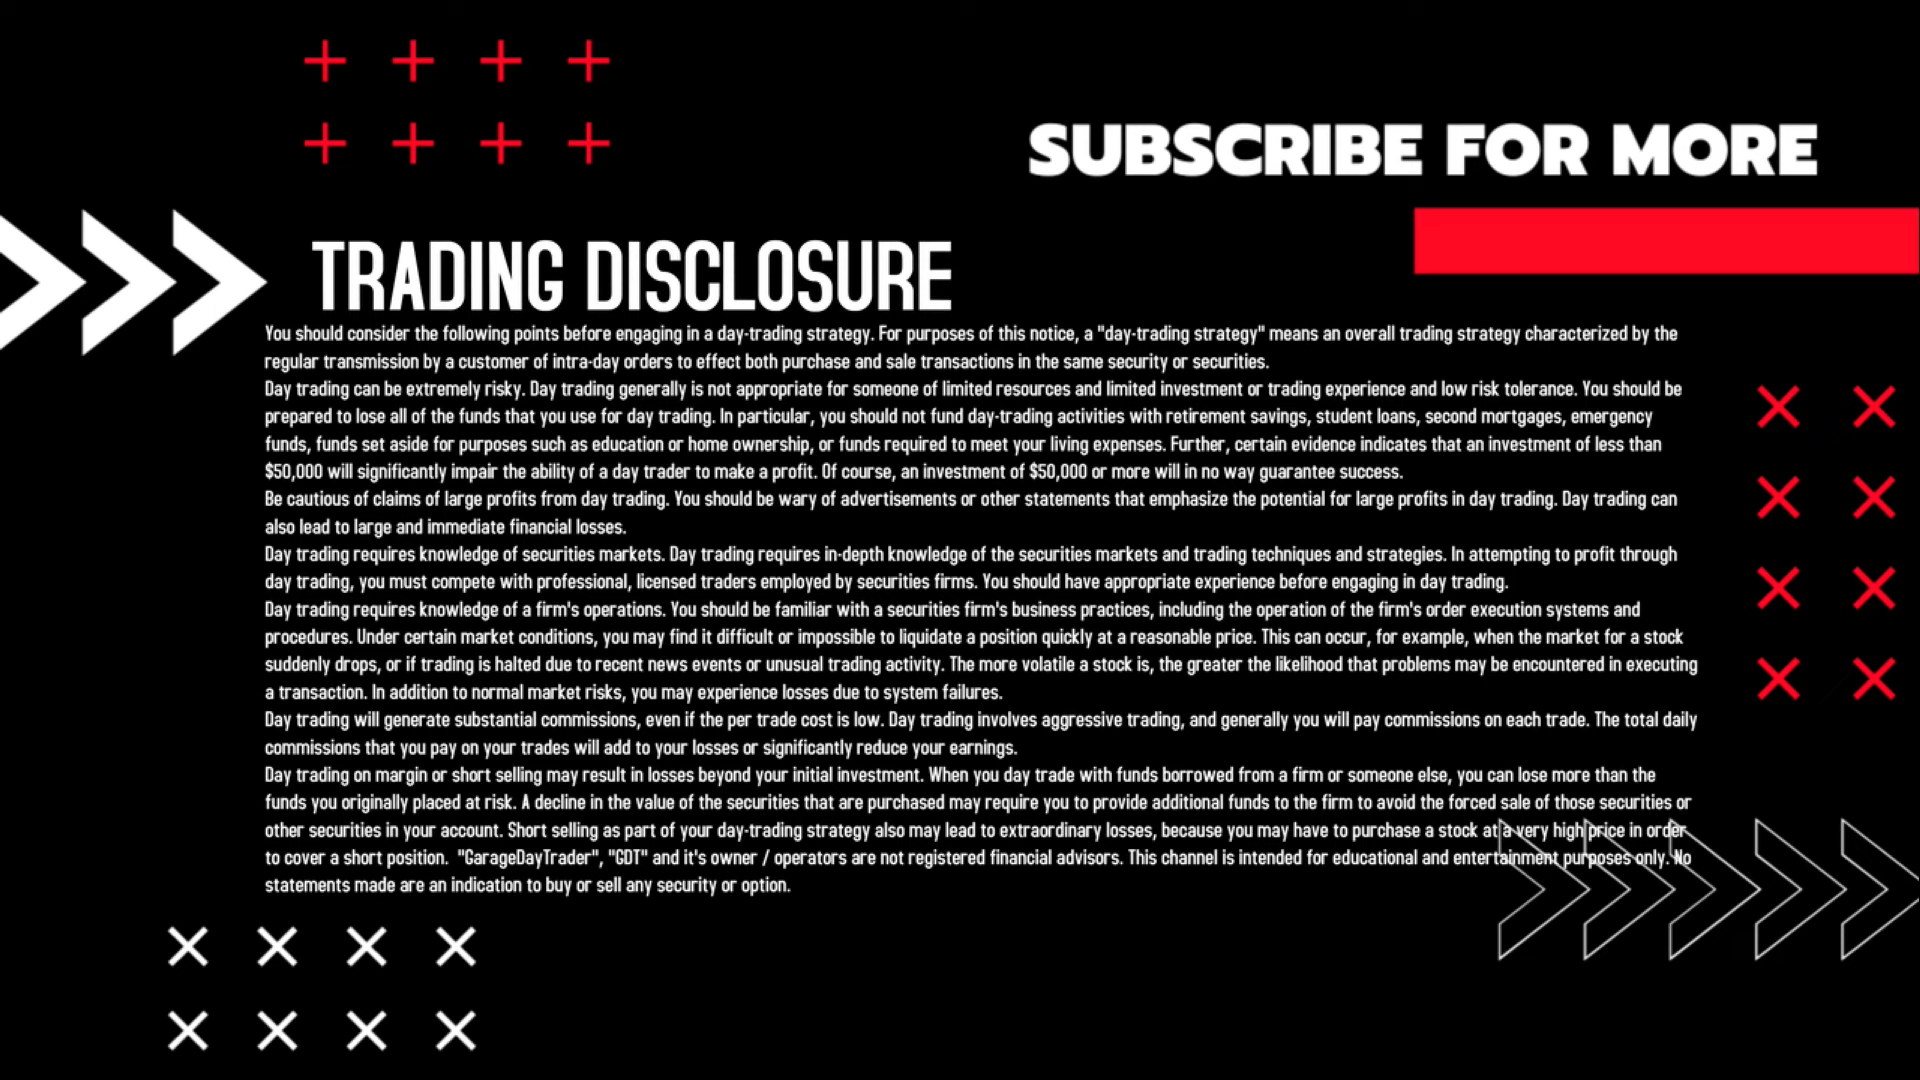 SUBSCRIBE FOR MORE
TRADING DISCLOSURE
You should consider the following points before engaging in a day-trading strategy. For purposes of this notice, a "day-trading strategy" means an overall trading strategy characterized by the
regular transmission by a customer of intra-day orders to effect both purchase and sale transactions in the same security or securities.
Day trading can be extremely risky. Day trading generally is not appropriate for someone of limited resources and limited investment or trading experience and low risk tolerance. You should be
prepared to lose all of the funds that you use for day trading. In particular, you should not fund day-trading activities with retirement savings, student loans, second mortgages, emergency
funds, funds set aside for purposes such as education or home ownership, or funds required to meet your living expenses. Further, certain evidence indicates that an investment of less than
$50,000 will significantly impair the ability of a day trader to make a profit. Of course, an investment of $50,000 or more will in no way guarantee success.
Be cautious of claims of large profits from day trading. You should be wary of advertisements or other statements that emphasize the potential for large profits in day trading. Day trading can
also lead to large and immediate financial losses.
Day trading requires knowledge of securities markets. Day trading requires in-depth knowledge of the securities markets and trading techniques and strategies. In attempting to profit through
day trading, you must compete with professional, licensed traders employed by securities firms. You should have appropriate experience before engaging in day trading.
Day trading requires knowledge of a firm's operations. You should be familiar with a securities firm's business practices, including the operation of the firm's order execution systems and
procedures. Under certain market conditions, you may find it difficult or impossible to liquidate a position quickly at a reasonable price. This can occur, for example, when the market for a stock
suddenly drops, or if trading is halted due to recent news events or unusual trading activity. The more volatile a stock is, the greater the likelihood that problems may be encountered in executing
a transaction. In addition to normal market risks, you may experience losses due to system failures.
Day trading will generate substantial commissions, even if the per trade cost is low. Day trading involves aggressive trading, and generally you will pay commissions on each trade. The total daily
commissions that you pay on your trades will add to your losses or significantly reduce your earnings.
Day trading on margin or short selling may result in losses beyond your initial investment. When you day trade with funds borrowed from a firm or someone else, you can lose more than the
funds you originally placed at risk. A decline in the value of the securities that are purchased may require you to provide additional funds to the firm to avoid the forced sale of those securities or
other securities in your account. Short selling as part of your day-trading strategy also may lead to extraordinary losses, because you may have to purchase a stock at a very high price in order
to cover a short position. "GarageDayTrader", "GDT" and it's owner / operators are not registered financial advisors. This channel is intended for educational and entertainment purposes only. No
statements made are an indication to buy or sell any security or option.